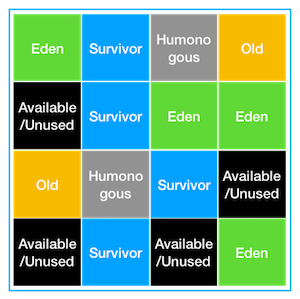 Eden
Survivor
Humono
gous
Old
Available
/Unused
Survivor
Eden
Eden
Old
Humono
gous
Survivor
Available
/Unused
Available
/Unused
Survivor
Available
/Unused
Eden